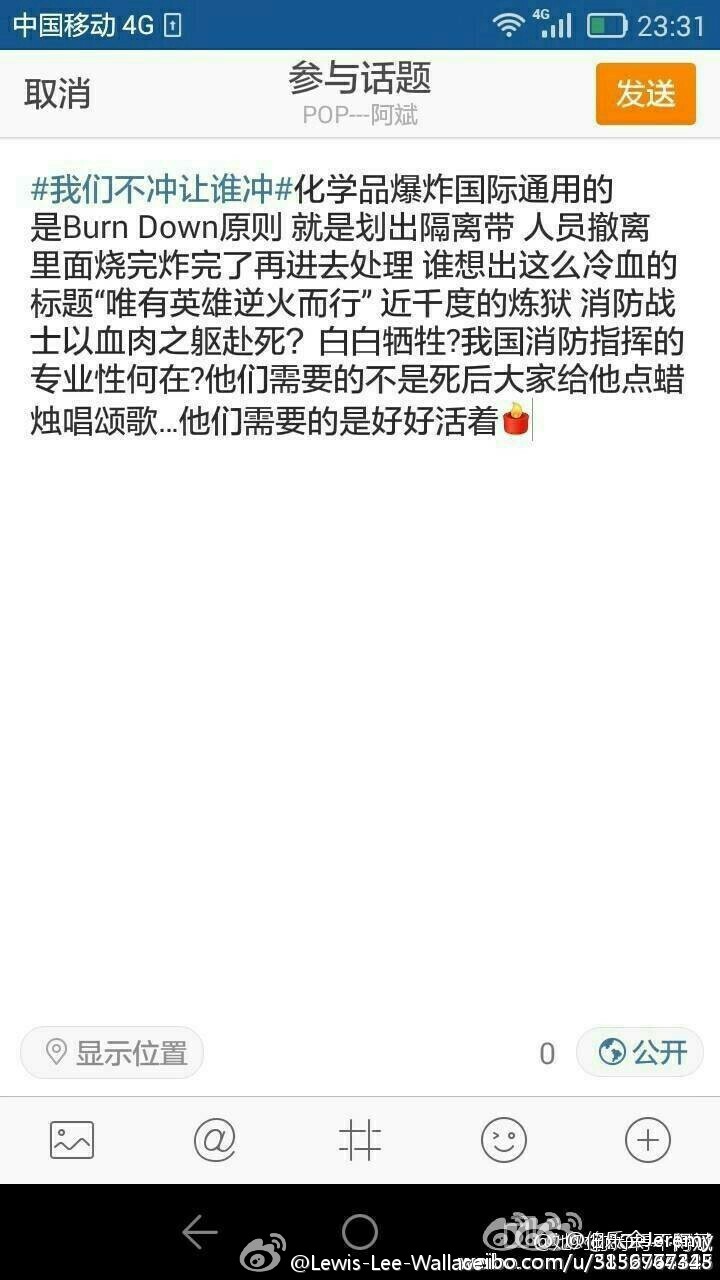 中国移动 4G
4G
23:31
取消
参与话题
POP---阿斌
发送
#我们不冲让谁冲#化学品爆炸国际通用的
是Burn Down原则 就是划出隔离带 人员撤离
里面烧完炸完了再进去处理 谁想出这么冷血的
标题“唯有英雄逆火而行” 近千度的炼狱 消防战
士以血肉之躯赴死？白白牺牲?我国消防指挥的
专业性何在?他们需要的不是死后大家给他点蜡
烛唱颂歌...他们需要的是好好活着
显示位置
0
公开
@Lewis-Lee-Wallace